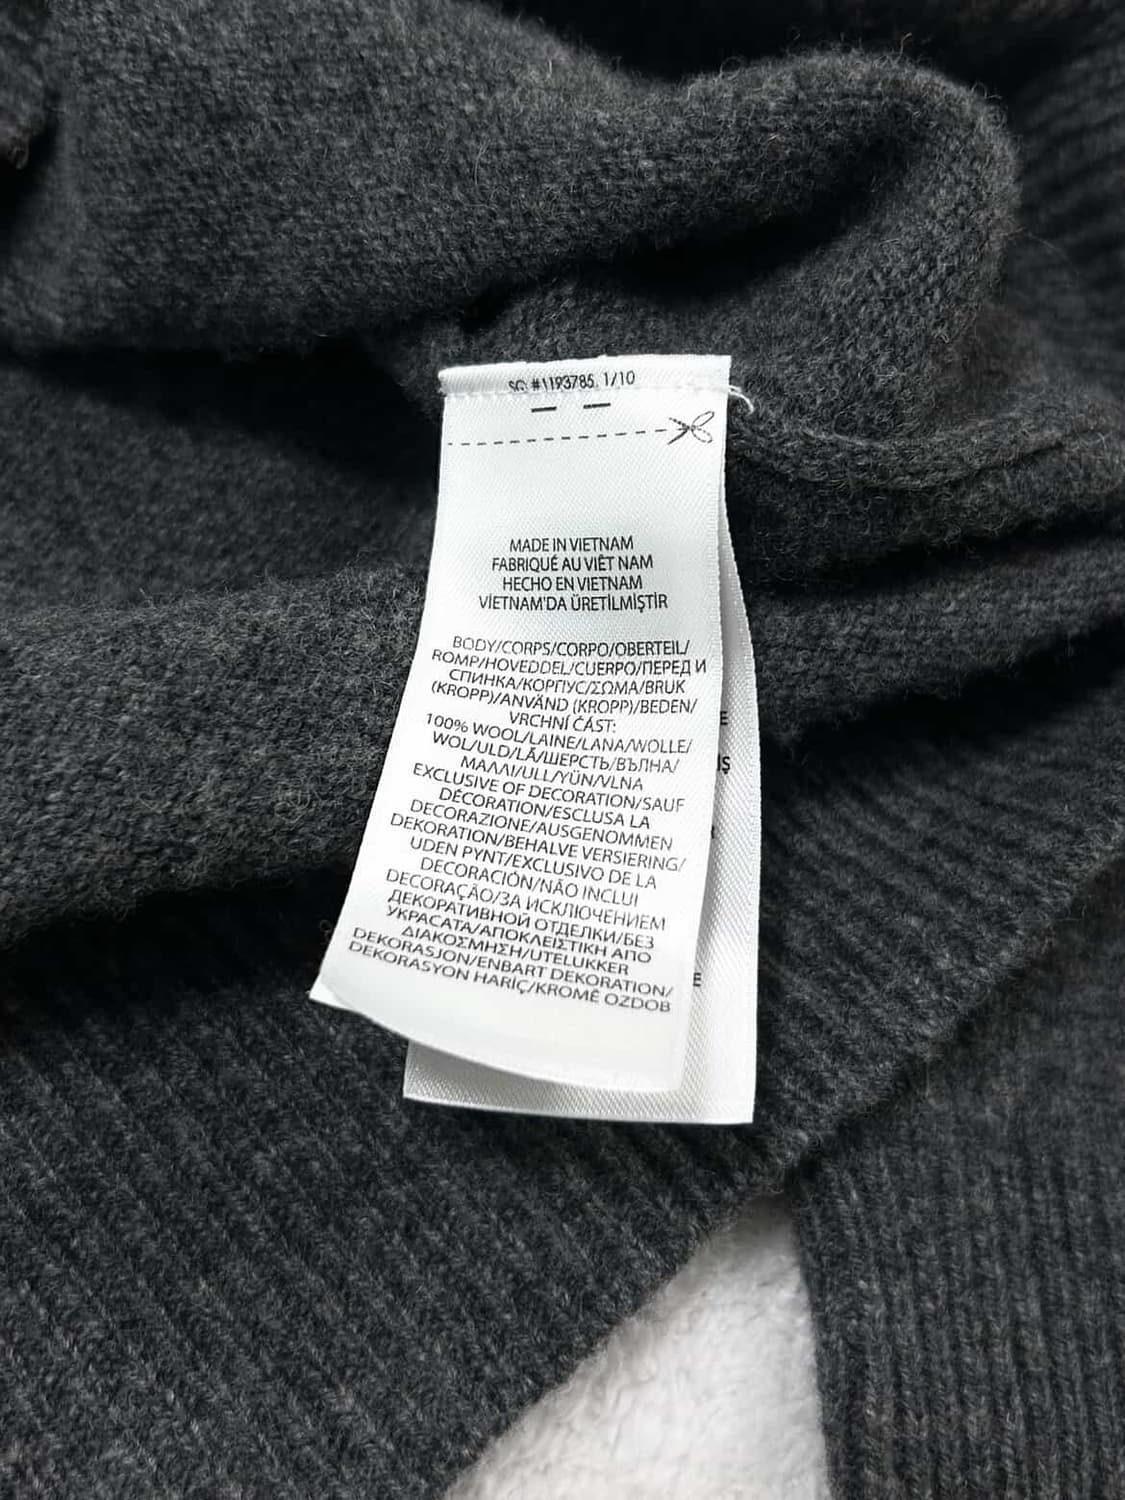 SG: #1193785, 1/10
MADE IN VIETNAM
FABRIQUÉ AU VIÊT NAM
HECHO EN VIETNAM
VİETNAM'DA ÜRETİLMİŞTİR
BODY/CORPS/CORPO/OBERTEIL/
ROMP/HOVEDDEL/CUERPO/ПЕРЕД И
СПИНКА/КОРПУС/ΣΩΜΑ/BRUK
(KROPP)/ANVÄND (KROPP)/BEDEN/
VRCHNÍ ČÁST:
100% WOOL/LAINE/LANA/WOLLE/
WOL/ULD/LÃ/ШЕРСТЬ/ВЪЛНА/
ΜΑΛΛΙ/ULL/YÜN/VLNA
EXCLUSIVE OF DECORATION/SAUF
DÉCORATION/ESCLUSA LA
DECORAZIONE/AUSGENOMMEN
DEKORATION/BEHALVE VERSIERING/
UDEN PYNT/EXCLUSIVO DE LA
DECORACIÓN/NÃO INCLUI
DECORAÇÃO/ЗА ИСКЛЮЧЕНИЕМ
ДЕКОРАТИВНОЙ ОТДЕЛКИ/БЕЗ
УКРАСАТА/ΑΠΟΚΛΕΙΣΤΙΚΗ ΑΠΟ
ΔΙΑΚΟΣΜΗΣΗ/UTELUKKER
DEKORASJON/ENBART DEKORATION/
DEKORASYON HARİÇ/KROMĚ OZDOB